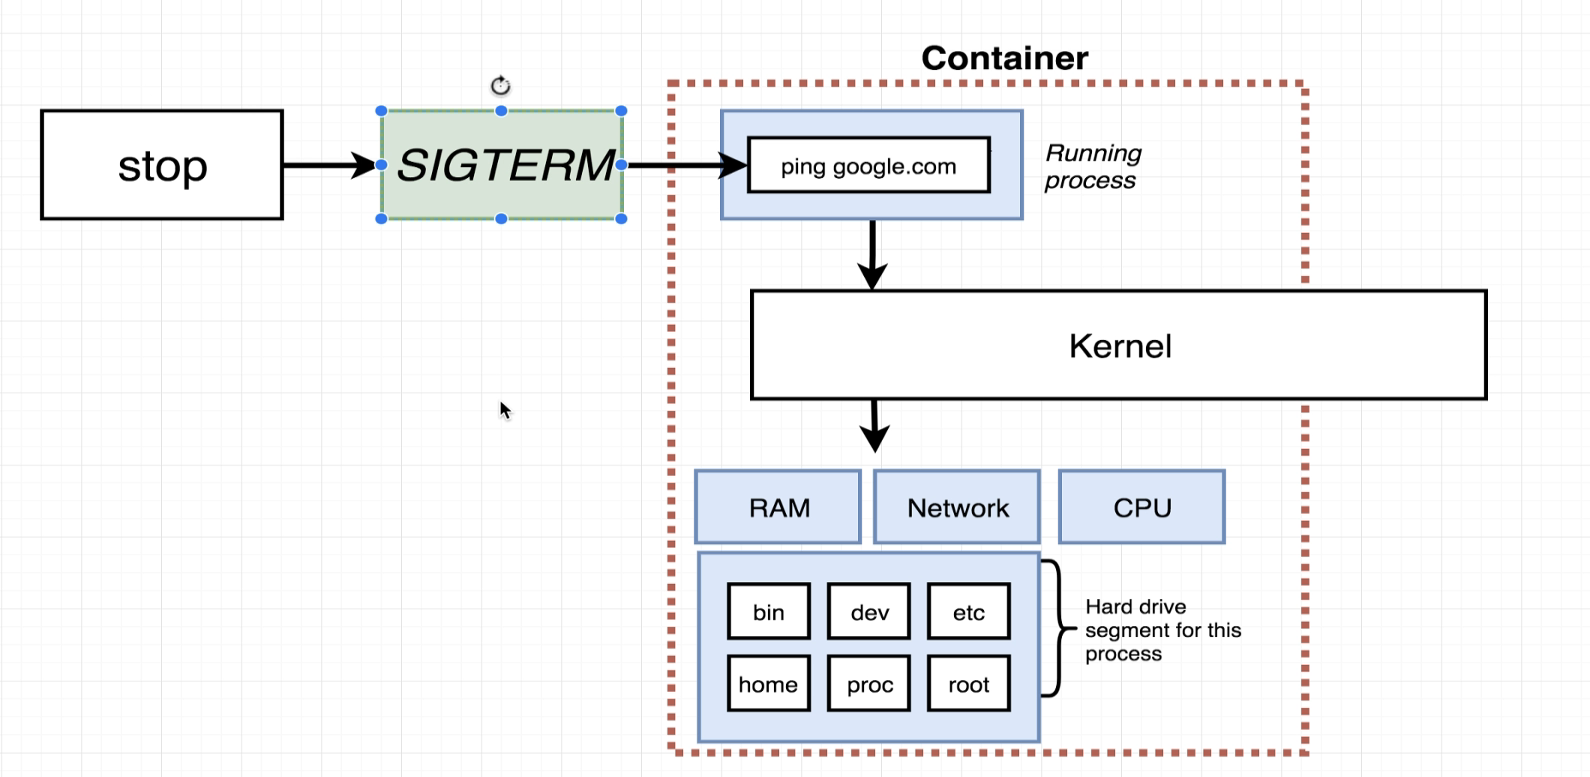 Container
stop
SIGTERM
ping google.com
Running
process
Kernel
RAM
Network
CPU
bin
dev
etc
home
proc
root
Hard drive
segment for this
process